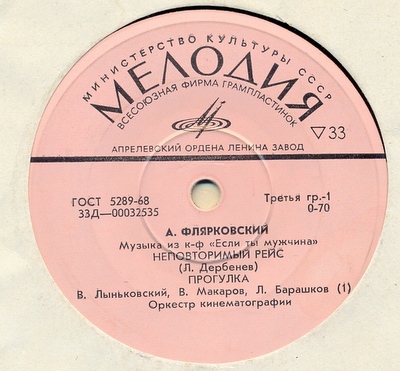 МИНИСТЕРСТВО КУЛЬТУРЫ СССР
МЕЛОДИЯ
ВСЕСОЮЗНАЯ ФИРМА ГРАМПЛАСТИНОК
▽33
АПРЕЛЕВСКИЙ ОРДЕНА ЛЕНИНА ЗАВОД
ГОСТ 5289-68
33Д—00032535
Третья гр.-1
0-70
А. ФЛЯРКОВСКИЙ
Музыка из к-ф «Если ты мужчина»
НЕПОВТОРИМЫЙ РЕЙС
(Л. Дербенев)
ПРОГУЛКА
В. Лыньковский, В. Макаров, Л. Барашков (1)
Оркестр кинематографии